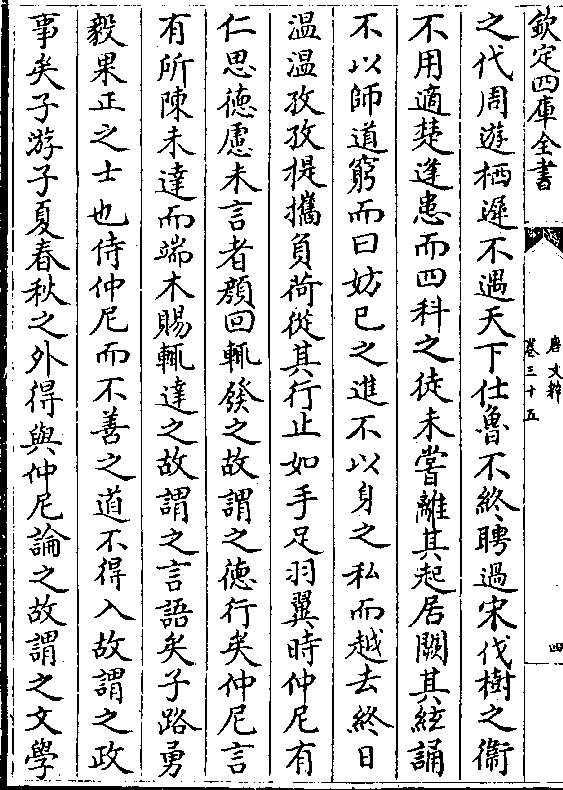 欽定四庫全書
唐文粹
卷三十五
四
之代周遊栖遲不遇天下仕魯不終聘過宋伐樹之衞
不用適楚逢患而四科之徒未嘗離其起居闕其絃誦
不以師道窮而曰妨已之進不以身之私而越去終日
温温孜孜提攜負荷從其行止如手足羽翼時仲尼有
仁思德慮未言者顔回輒發之故謂之德行矣仲尼言
有所陳未達而端木賜輒達之故謂之言語矣子路勇
毅果正之士也侍仲尼而不善之道不得入故謂之政
事矣子游子夏春秋之外得與仲尼論之故謂之文學